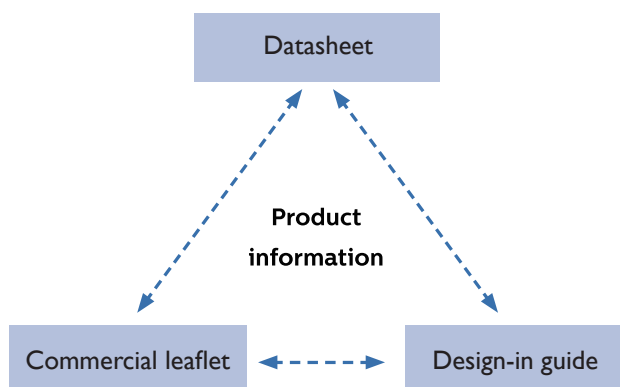 Datasheet
Product
information
Commercial leaflet
Design-in guide